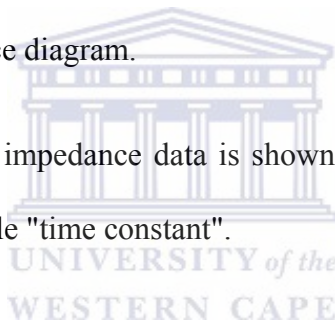 e diagram.
impedance data is shown
le "time constant".
UNIVERSITY of the
WESTERN CAPE